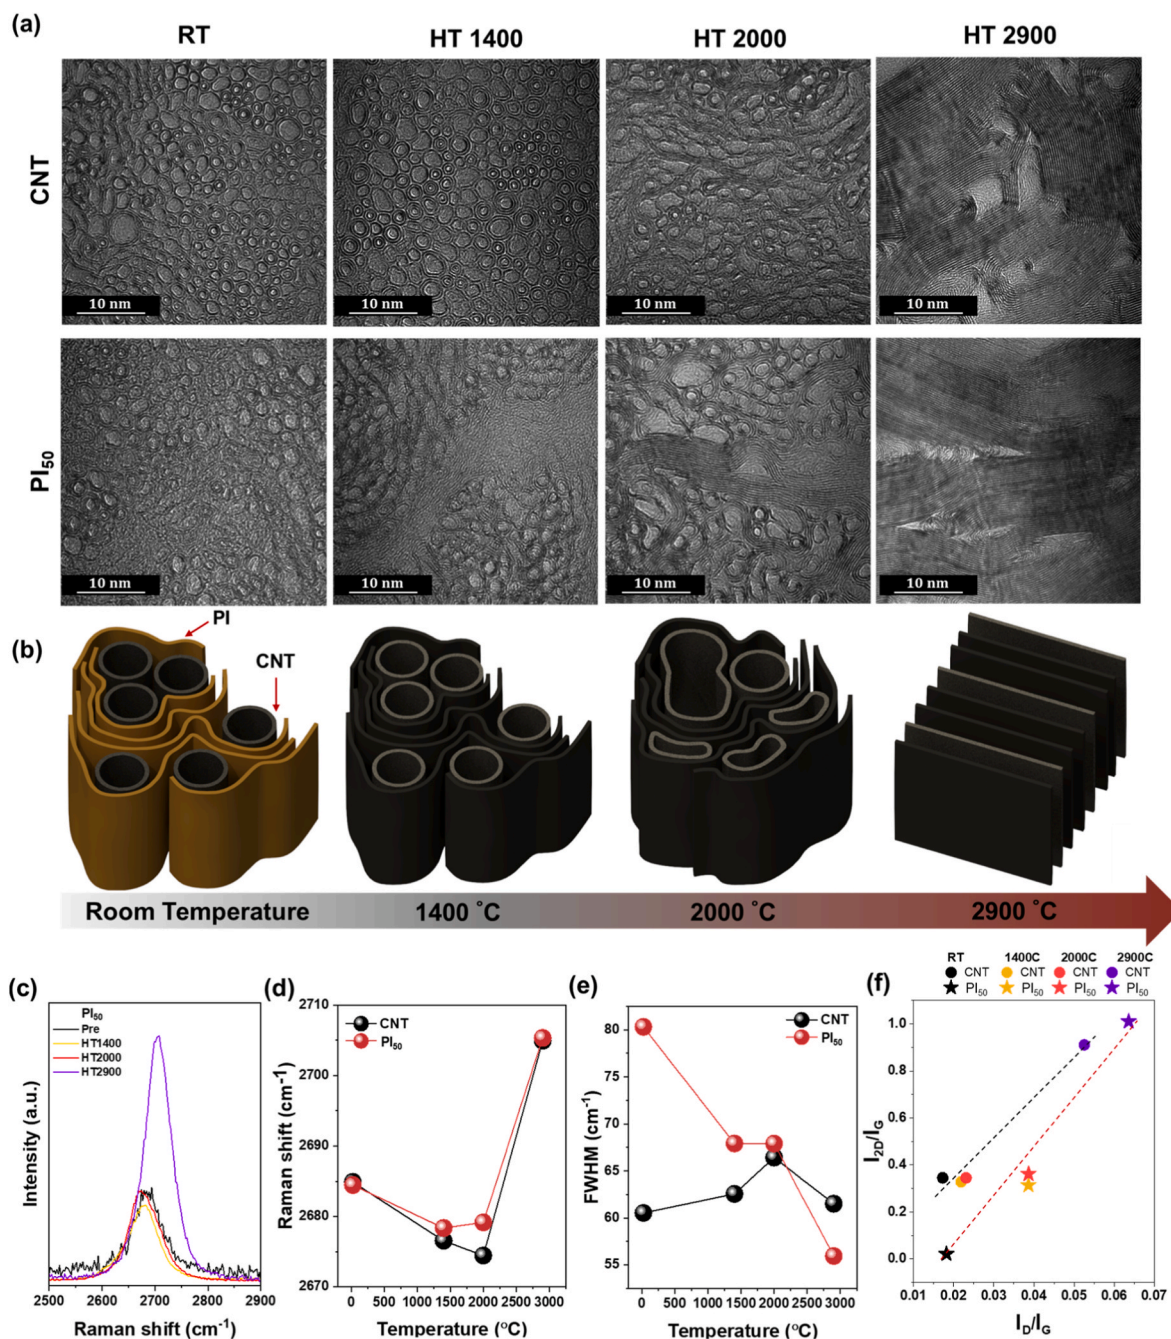 (a)
RT HT 1400 HT 2000 HT 2900
CNT
10 nm 10 nm 10 nm 10 nm
PI₅₀
10 nm 10 nm 10 nm 10 nm
(b)
PI
CNT
Room Temperature 1400 °C 2000 °C 2900 °C
(c)
PI₅₀
Pre
HT1400
HT2000
HT2900
Intensity (a.u.)
2500 2600 2700 2800 2900
Raman shift (cm⁻¹)
(d)
CNT
PI₅₀
Raman shift (cm⁻¹)
2710
2700
2690
2680
2670
0 500 1000 1500 2000 2500 3000
Temperature (°C)
(e)
CNT
PI₅₀
FWHM (cm⁻¹)
80
75
70
65
60
55
0 500 1000 1500 2000 2500 3000
Temperature (°C)
(f)
RT 1400C 2000C 2900C
CNT CNT CNT CNT
PI₅₀ PI₅₀ PI₅₀ PI₅₀
I₂D/IG
1.0
0.8
0.6
0.4
0.2
0.0
0.01 0.02 0.03 0.04 0.05 0.06 0.07
ID/IG